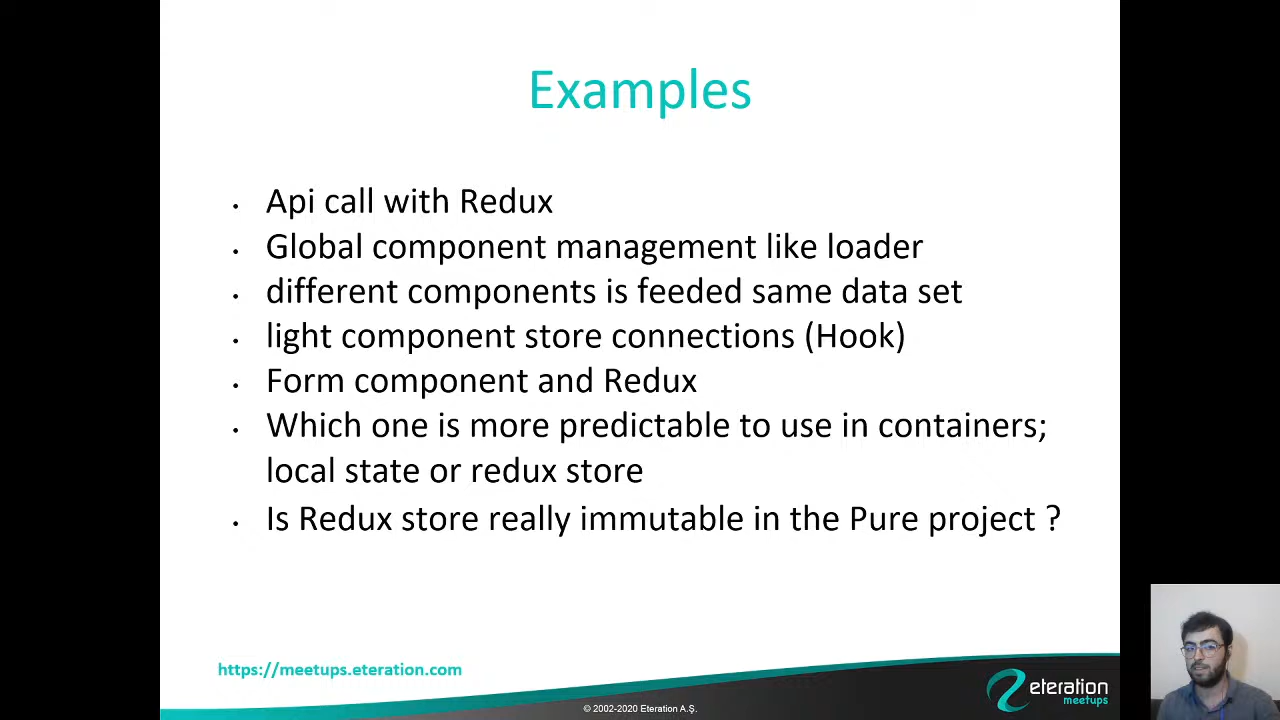 Examples
• Api call with Redux
• Global component management like loader
• different components is feeded same data set
• light component store connections (Hook)
• Form component and Redux
• Which one is more predictable to use in containers;
local state or redux store
• Is Redux store really immutable in the Pure project ?
https://meetups.eteration.com
eteration
meetups
© 2002-2020 Eteration A.Ş.